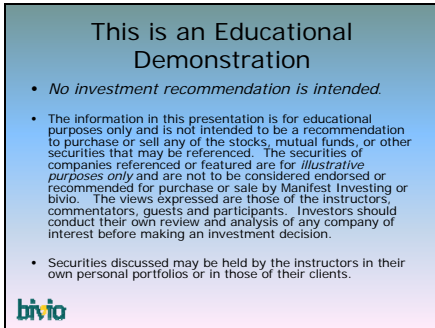 This is an Educational
Demonstration
• No investment recommendation is intended.
• The information in this presentation is for educational
purposes only and is not intended to be a recommendation
to purchase or sell any of the stocks, mutual funds, or other
securities that may be referenced.  The securities of
companies referenced or featured are for illustrative
purposes only and are not to be considered endorsed or
recommended for purchase or sale by Manifest Investing or
bivio.  The views expressed are those of the instructors,
commentators, guests and participants.  Investors should
conduct their own review and analysis of any company of
interest before making an investment decision.
• Securities discussed may be held by the instructors in their
own personal portfolios or in those of their clients.
bivio